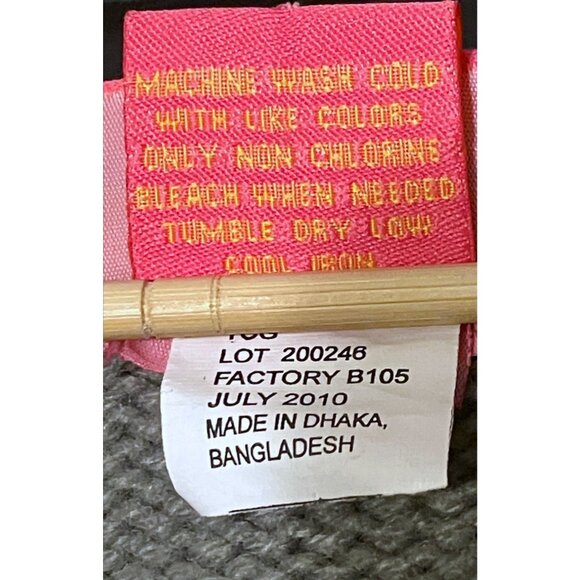 MACHINE WASH COLD
WITH LIKE COLORS
ONLY NON CHLORINE
BLEACH WHEN NEEDED
TUMBLE DRY LOW
COOL IRON
LOT 200246
FACTORY B105
JULY 2010
MADE IN DHAKA,
BANGLADESH